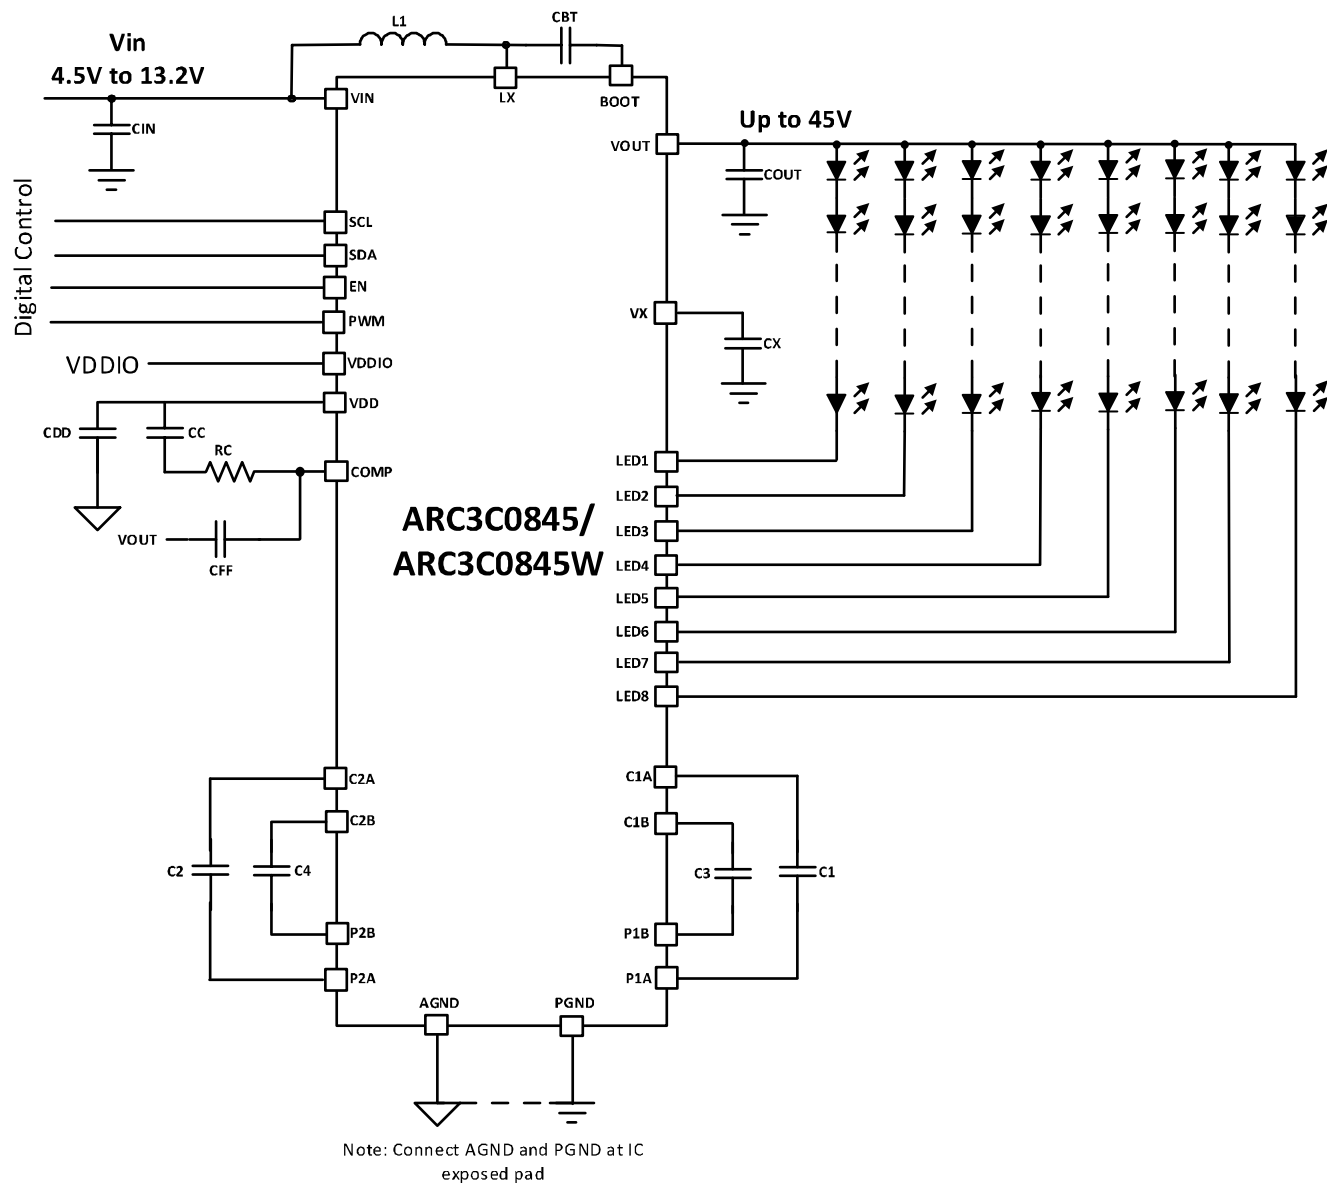 L1
CBT
Vin
4.5V to 13.2V
VIN
LX
BOOT
CIN
VOUT
Up to 45V
COUT
Digital Control
SCL
SDA
EN
PWM
VDDIO
VDDIO
VDD
VX
CX
CDD
CC
RC
COMP
VOUT
CFF
ARC3C0845/
ARC3C0845W
LED1
LED2
LED3
LED4
LED5
LED6
LED7
LED8
C2A
C2B
C2
C4
P2B
P2A
C1A
C1B
C3
C1
P1B
P1A
AGND
PGND
Note: Connect AGND and PGND at IC
exposed pad